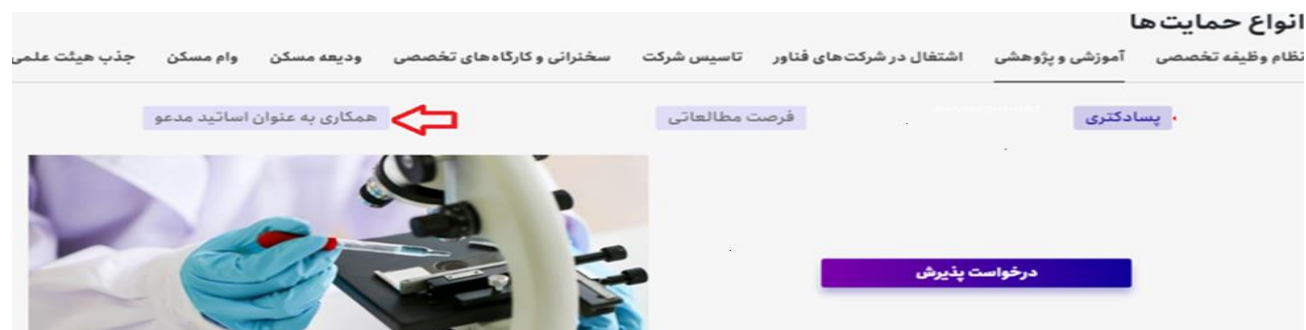 انواع حمایت‌ها
نظام وظیفه تخصصی آموزشی و پژوهشی اشتغال در شرکت‌های فناور تاسیس شرکت سخنرانی و کارگاه‌های تخصصی ودیعه مسکن وام مسکن جذب هیئت علمی
پسادکتری فرصت مطالعاتی همکاری به عنوان اساتید مدعو
درخواست پذیرش